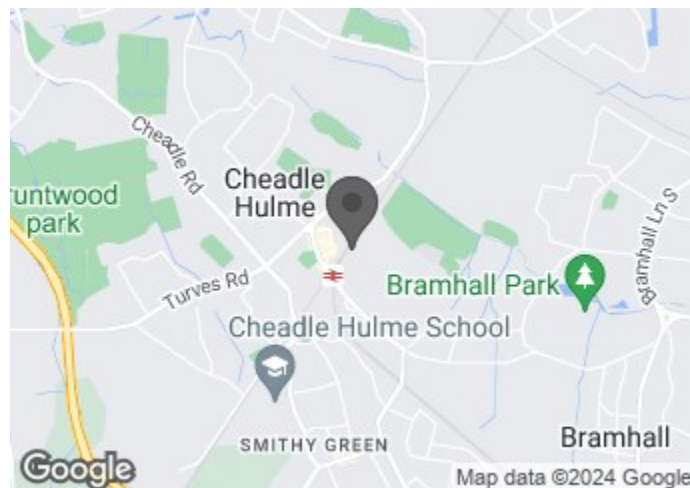 Cheadle Rd
Cheadle
Hulme
runtwood
park
Bramhall Ln S
Turves Rd
Bramhall Park
Cheadle Hulme School
Bramhall
SMITHY GREEN
Google
Map data ©2024 Google